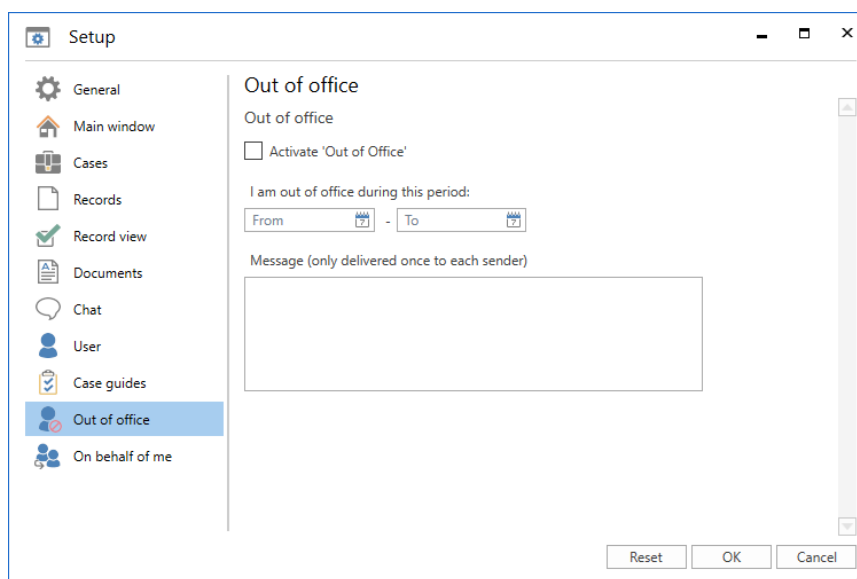 Setup
General
Main window
Cases
Records
Record view
Documents
Chat
User
Case guides
Out of office
On behalf of me
Out of office
Out of office
Activate 'Out of Office'
I am out of office during this period:
From 7 - To 7
Message (only delivered once to each sender)
Reset OK Cancel